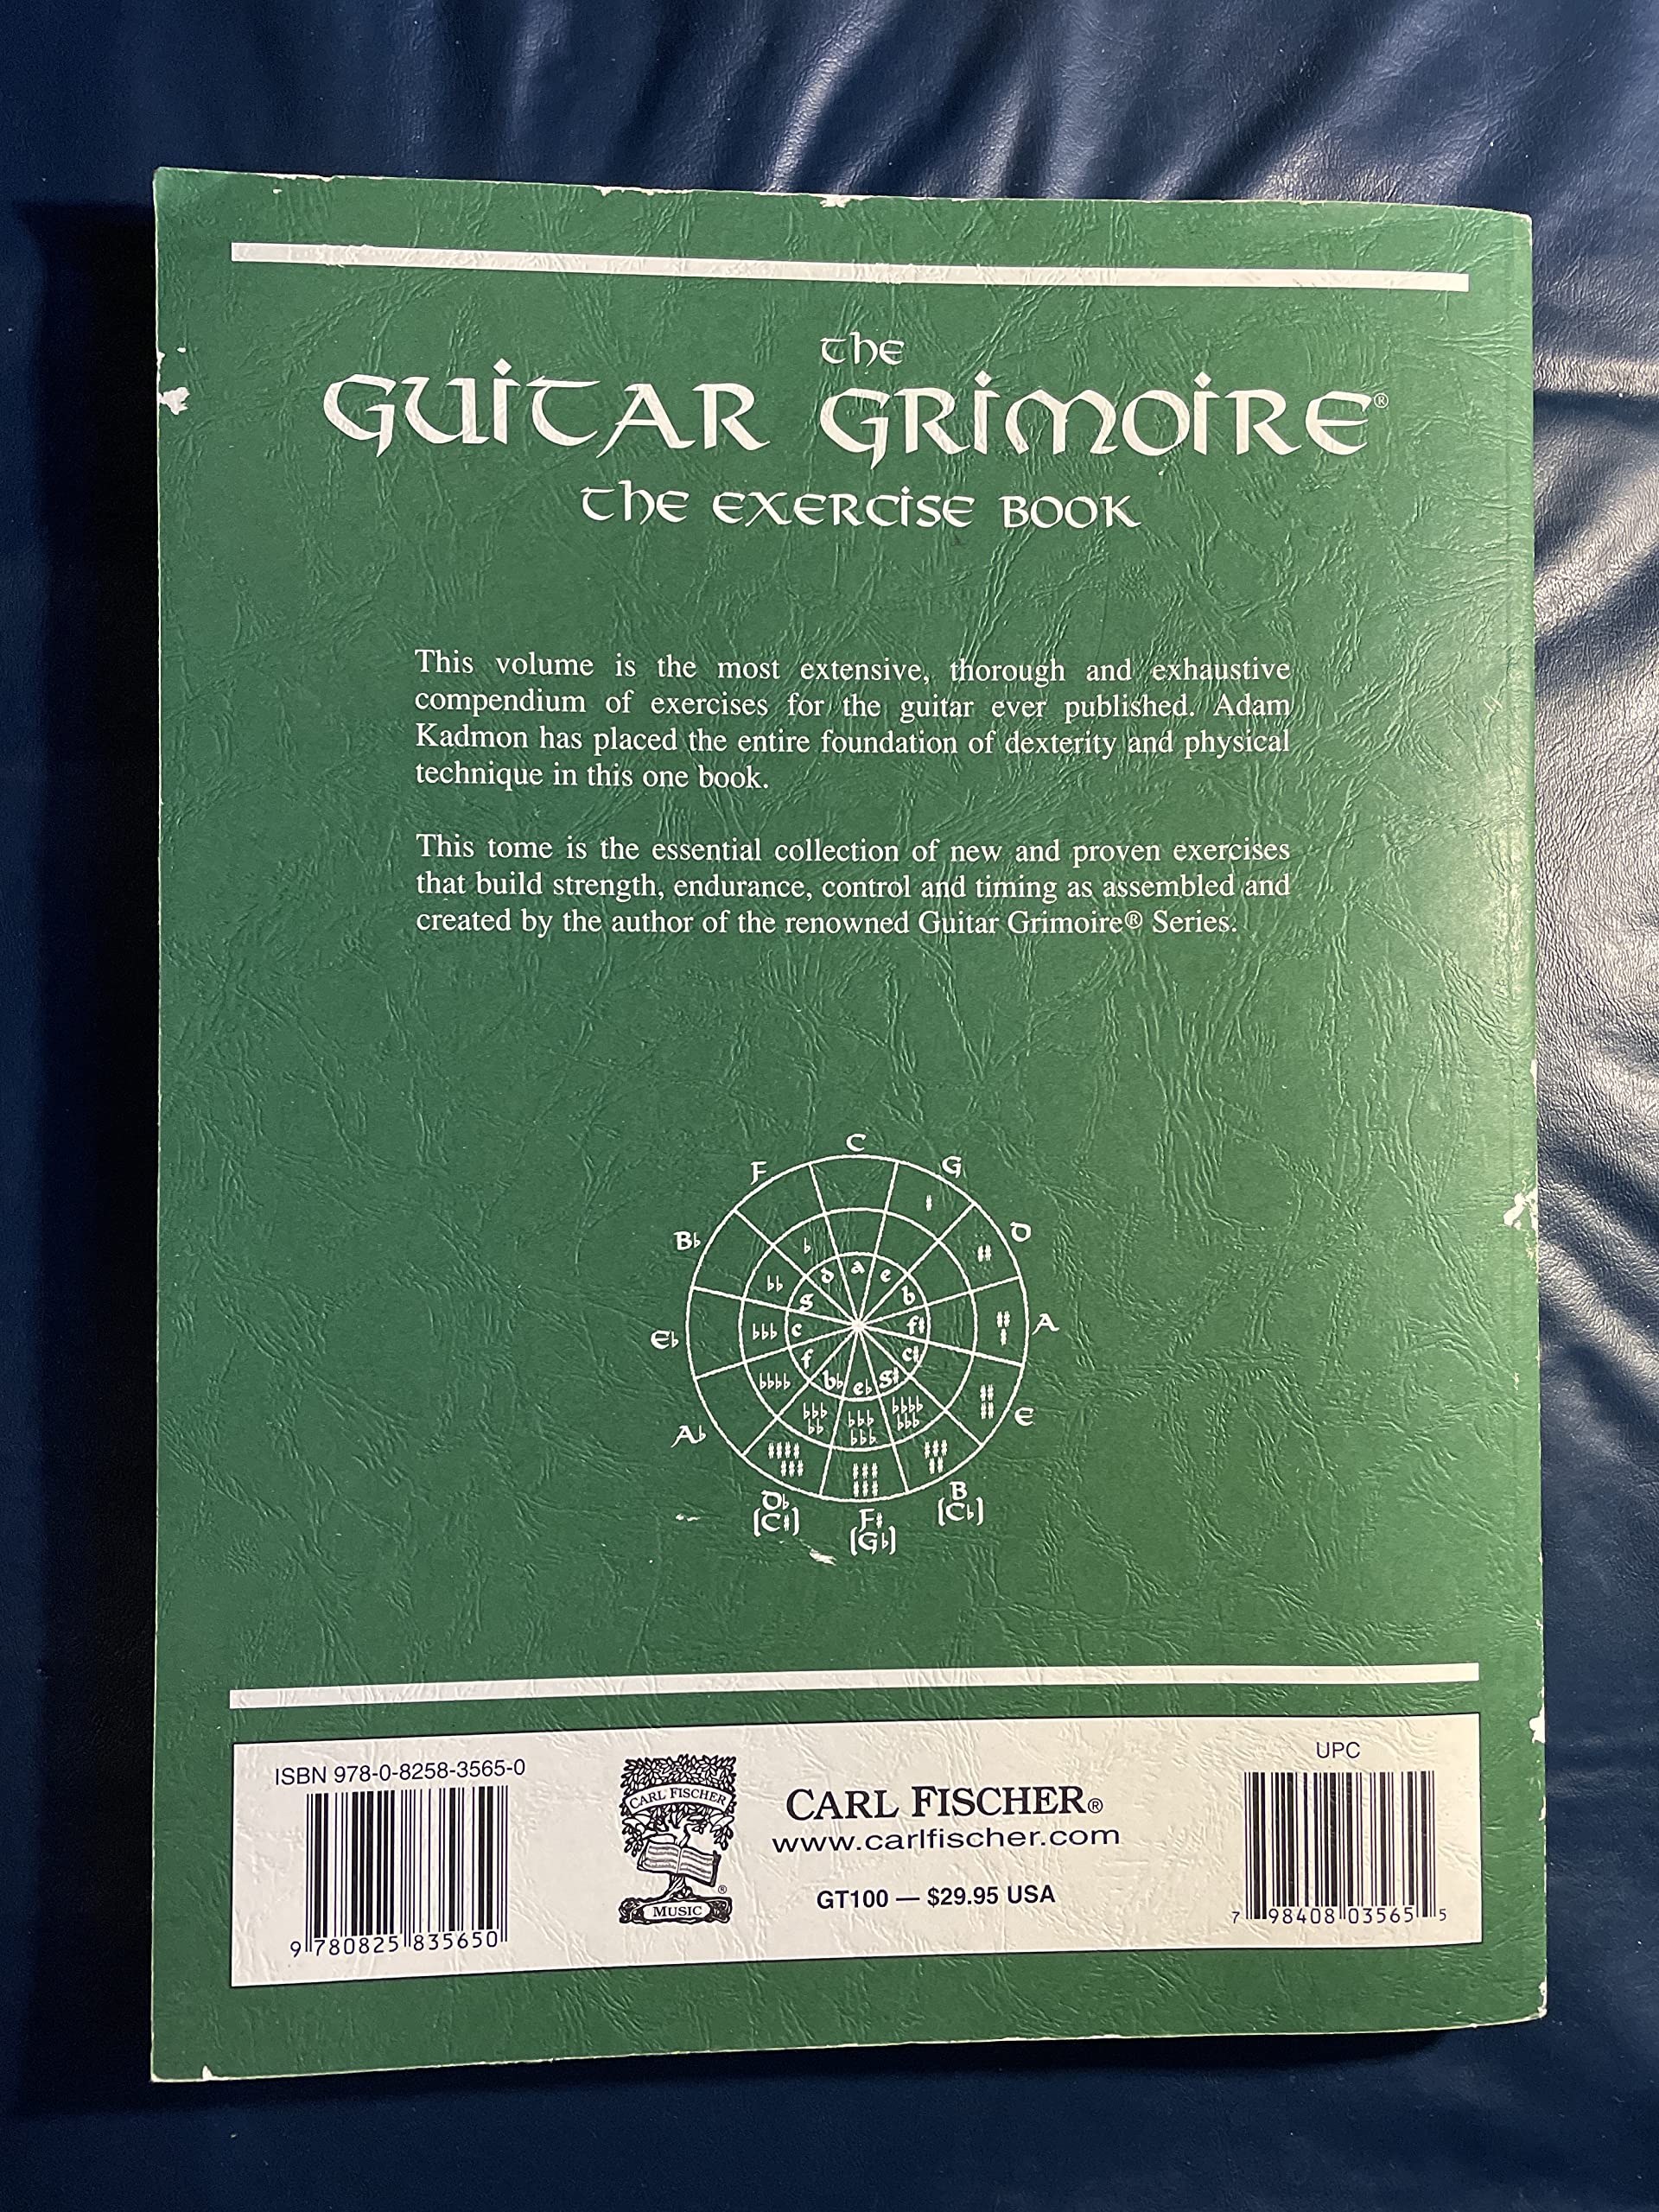 the
GUITAR GRIMOIRE®
the EXERCISE BOOK
This volume is the most extensive, thorough and exhaustive
compendium of exercises for the guitar ever published. Adam
Kadmon has placed the entire foundation of dexterity and physical
technique in this one book.
This tome is the essential collection of new and proven exercises
that build strength, endurance, control and timing as assembled and
created by the author of the renowned Guitar Grimoire® Series.
C
F
G
B♭
D
E♭
A
A♭
E
D♭
[C♯]
F♯
[G♭]
B
[C♭]
♭
♭♭
♭♭♭
♭♭♭♭
♭♭♭
♭♭
♭♭♭
♭♭♭
♭♭♭♭
♭♭♭
♯
♯♯
♯♯
♯
♯♯
♯♯
♯♯♯
♯♯
♯♯♯
♯♯♯
♯♯♯♯
♯♯♯
a
e
b
f♯
c♯
g♯
e♭
b♭
f
c
g
d
ISBN 978-0-8258-3565-0
9 780825 835650
CARL FISCHER
MUSIC
®
CARL FISCHER®
www.carlfischer.com
GT100 — $29.95 USA
UPC
7 98408 03565 5